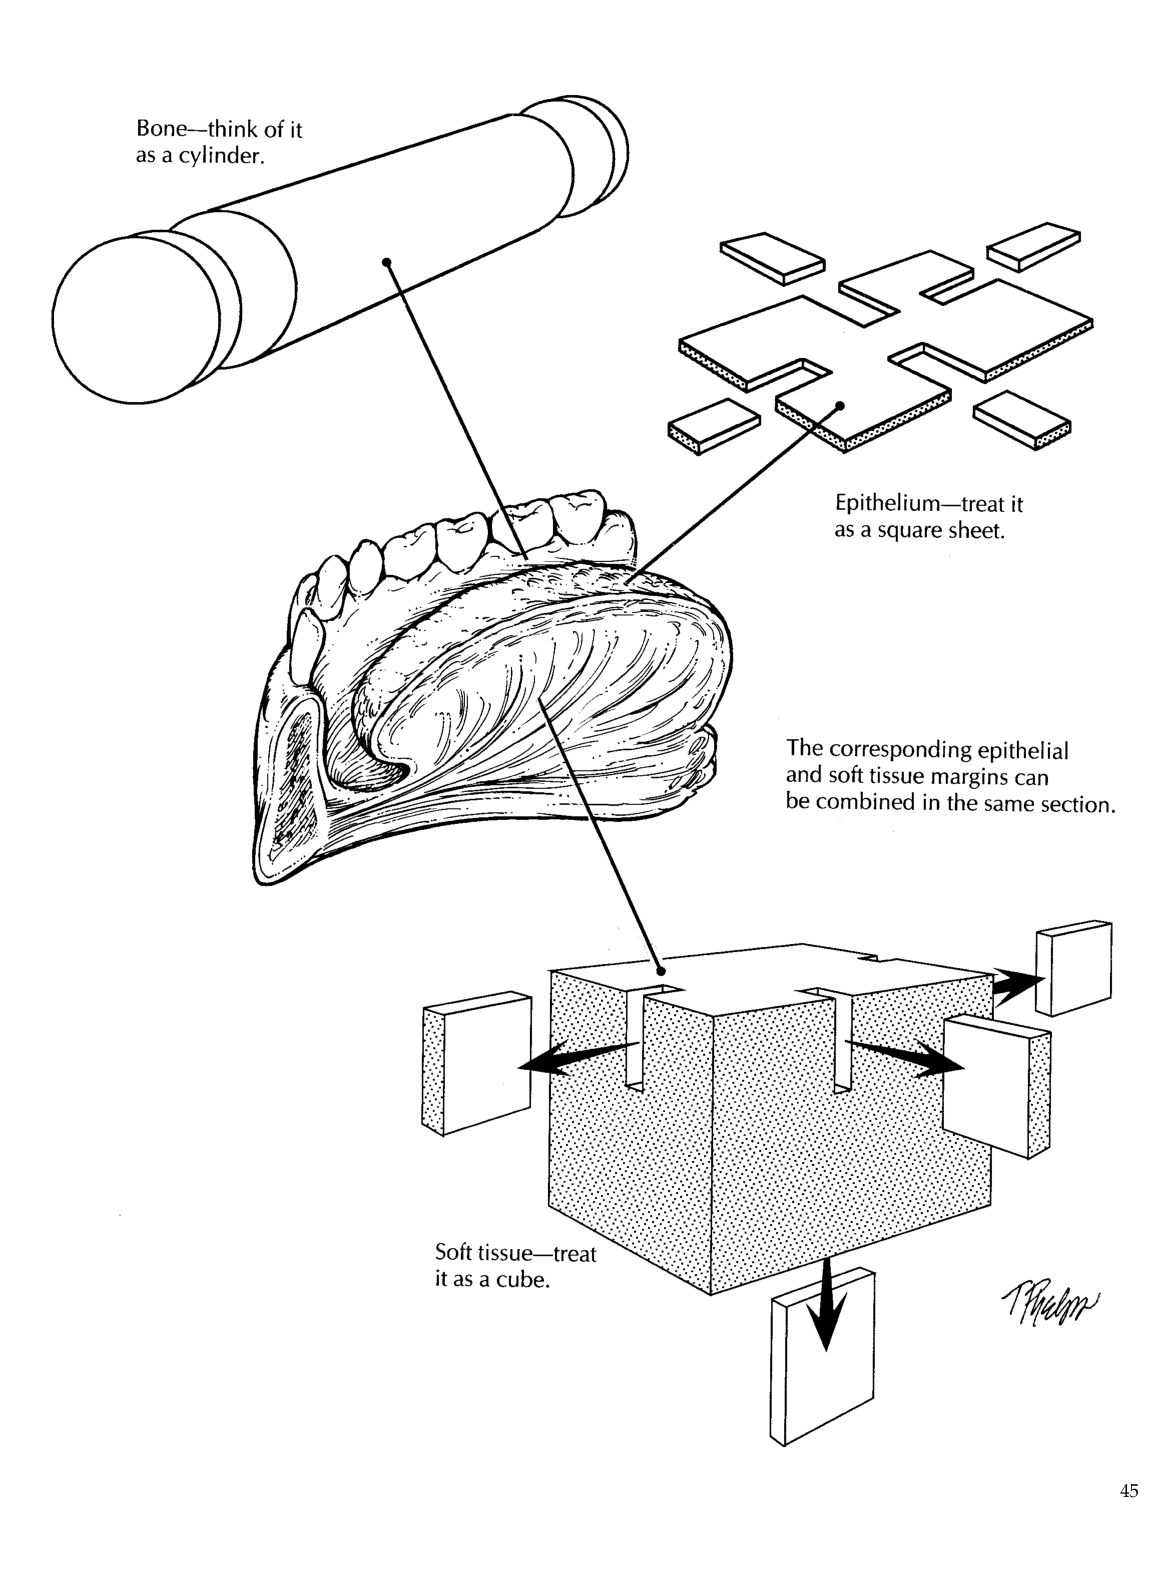 Bone—think of it
as a cylinder.
Epithelium—treat it
as a square sheet.
The corresponding epithelial
and soft tissue margins can
be combined in the same section.
Soft tissue—treat
it as a cube.
T Phelps
45